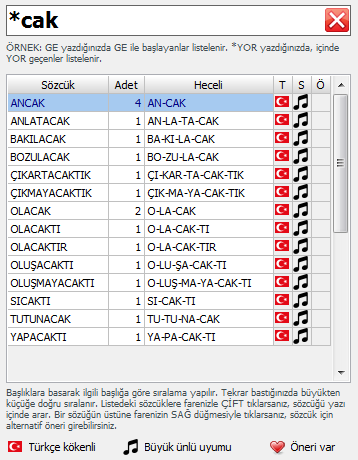 *cak
ÖRNEK: GE yazdığınızda GE ile başlayanlar listelenir. *YOR yazdığınızda, içinde
YOR geçenler listelenir.
Sözcük Adet Heceli T S Ö
ANCAK 4 AN-CAK
ANLATACAK 1 AN-LA-TA-CAK
BAKILACAK 1 BA-KI-LA-CAK
BOZULACAK 1 BO-ZU-LA-CAK
ÇIKARTACAKTIK 1 ÇI-KAR-TA-CAK-TIK
ÇIKMAYACAKTIK 1 ÇIK-MA-YA-CAK-TIK
OLACAK 2 O-LA-CAK
OLACAKTI 1 O-LA-CAK-TI
OLACAKTIR 1 O-LA-CAK-TIR
OLUŞACAKTI 1 O-LU-ŞA-CAK-TI
OLUŞMAYACAKTI 1 O-LUŞ-MA-YA-CAK-TI
SICAKTI 1 SI-CAK-TI
TUTUNACAK 1 TU-TU-NA-CAK
YAPACAKTI 1 YA-PA-CAK-TI
Başlıklara basarak ilgili başlığa göre sıralama yapılır. Tekrar bastığınızda büyükten
küçüğe doğru sıralanır. Listedeki sözcüklere farenizle ÇİFT tıklarsanız, sözcüğü yazı
içinde arar. Bir sözüğün üstüne farenizin SAĞ düğmesiyle tıklarsanız, sözcük için
alternatif öneri girebilirsiniz.
Türkçe kökenli Büyük ünlü uyumu Öneri var